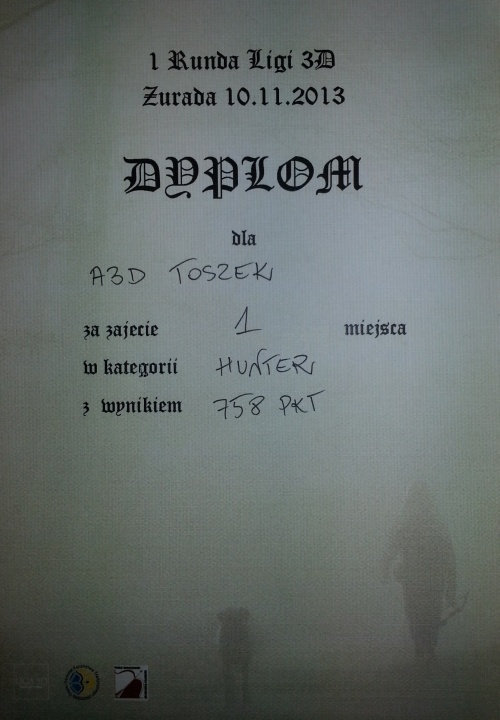 1 Runda Ligi 3D
Żurada 10.11.2013
DYPLOM
dla
A3D TOSZEK
za zajecie 1 miejsca
w kategorii HUNTER
z wynikiem 758 PKT